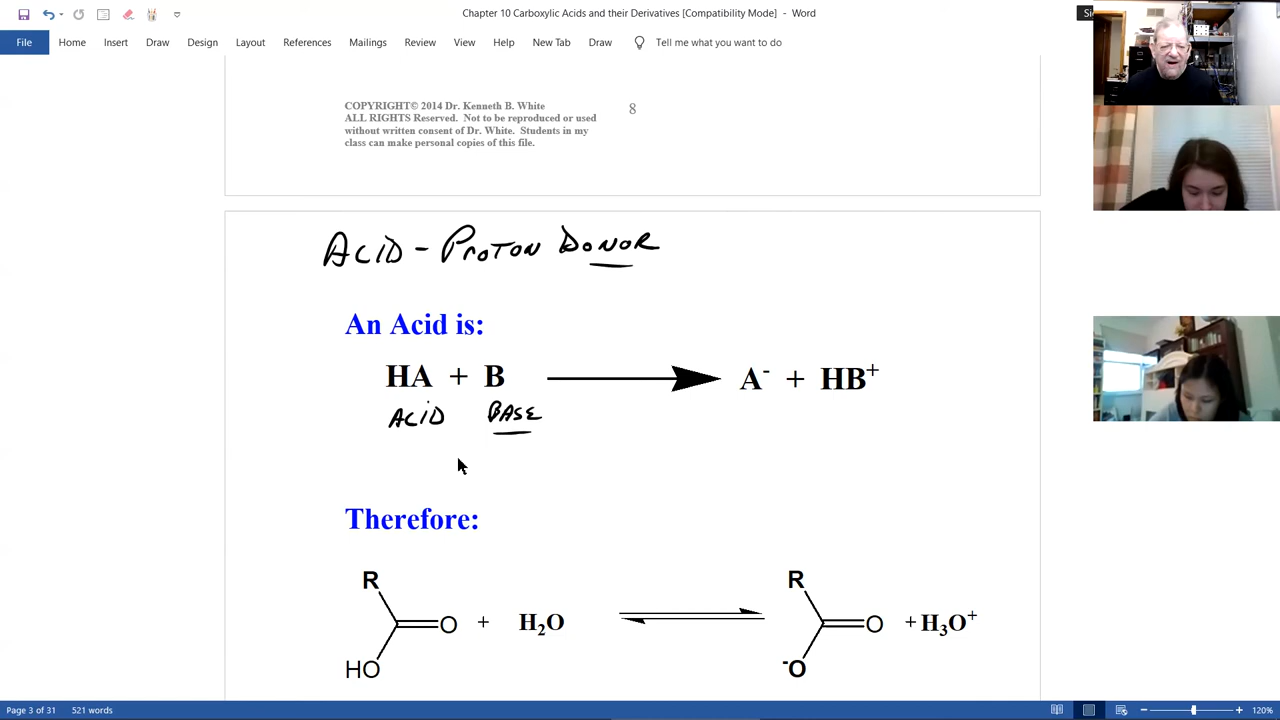 Chapter 10 Carboxylic Acids and their Derivatives [Compatibility Mode] - Word
File Home Insert Draw Design Layout References Mailings Review View Help New Tab Draw Tell me what you want to do
COPYRIGHT© 2014 Dr. Kenneth B. White
ALL RIGHTS Reserved. Not to be reproduced or used
without written consent of Dr. White. Students in my
class can make personal copies of this file.
8
ACID - PROTON DONOR
An Acid is:
HA + B A⁻ + HB⁺
ACID BASE
Therefore:
R R
O + H₂O O + H₃O⁺
HO ⁻O
Page 3 of 31 521 words 120%